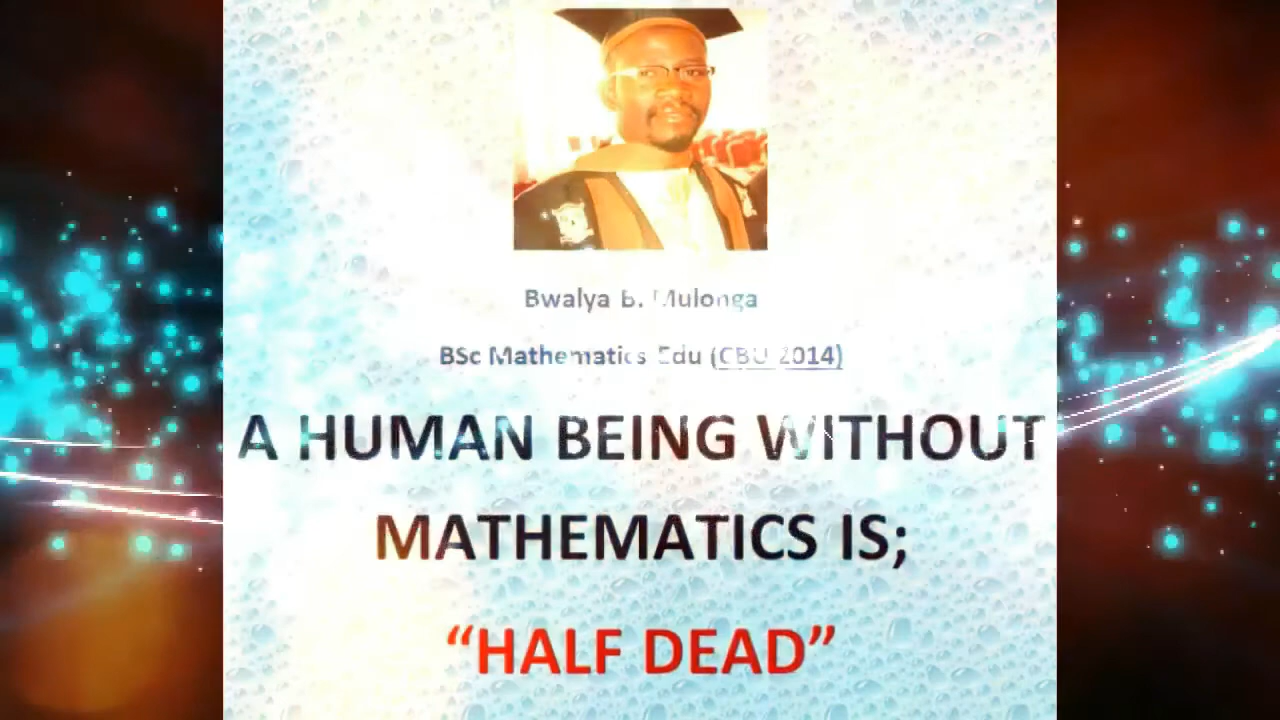 Bwalya B. Mulonga
BSc Mathematics Edu (CBU 2014)
A HUMAN BEING WITHOUT
MATHEMATICS IS;
“HALF DEAD”